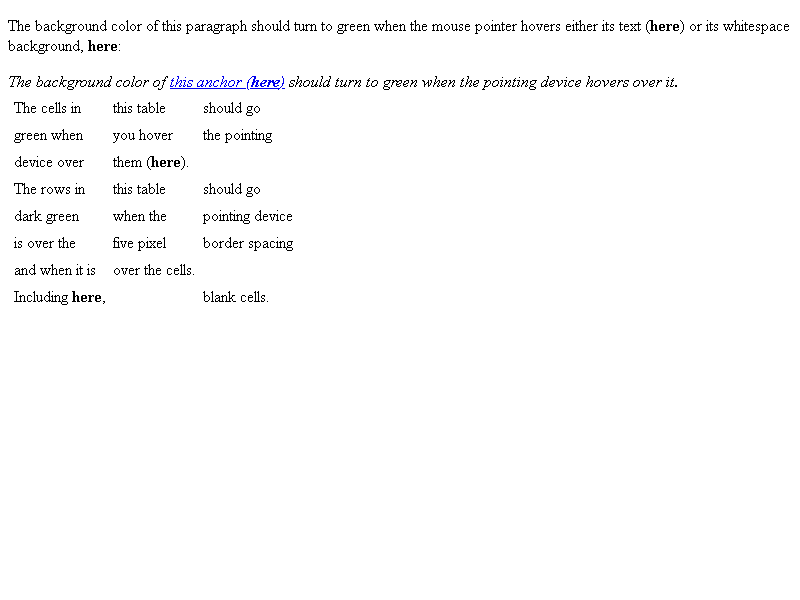 The background color of this paragraph should turn to green when the mouse pointer hovers either its text (here) or its whitespace
background, here:
The background color of this anchor (here) should turn to green when the pointing device hovers over it.
The cells in this table should go
green when you hover the pointing
device over them (here).
The rows in this table should go
dark green when the pointing device
is over the five pixel border spacing
and when it is over the cells.
Including here, blank cells.